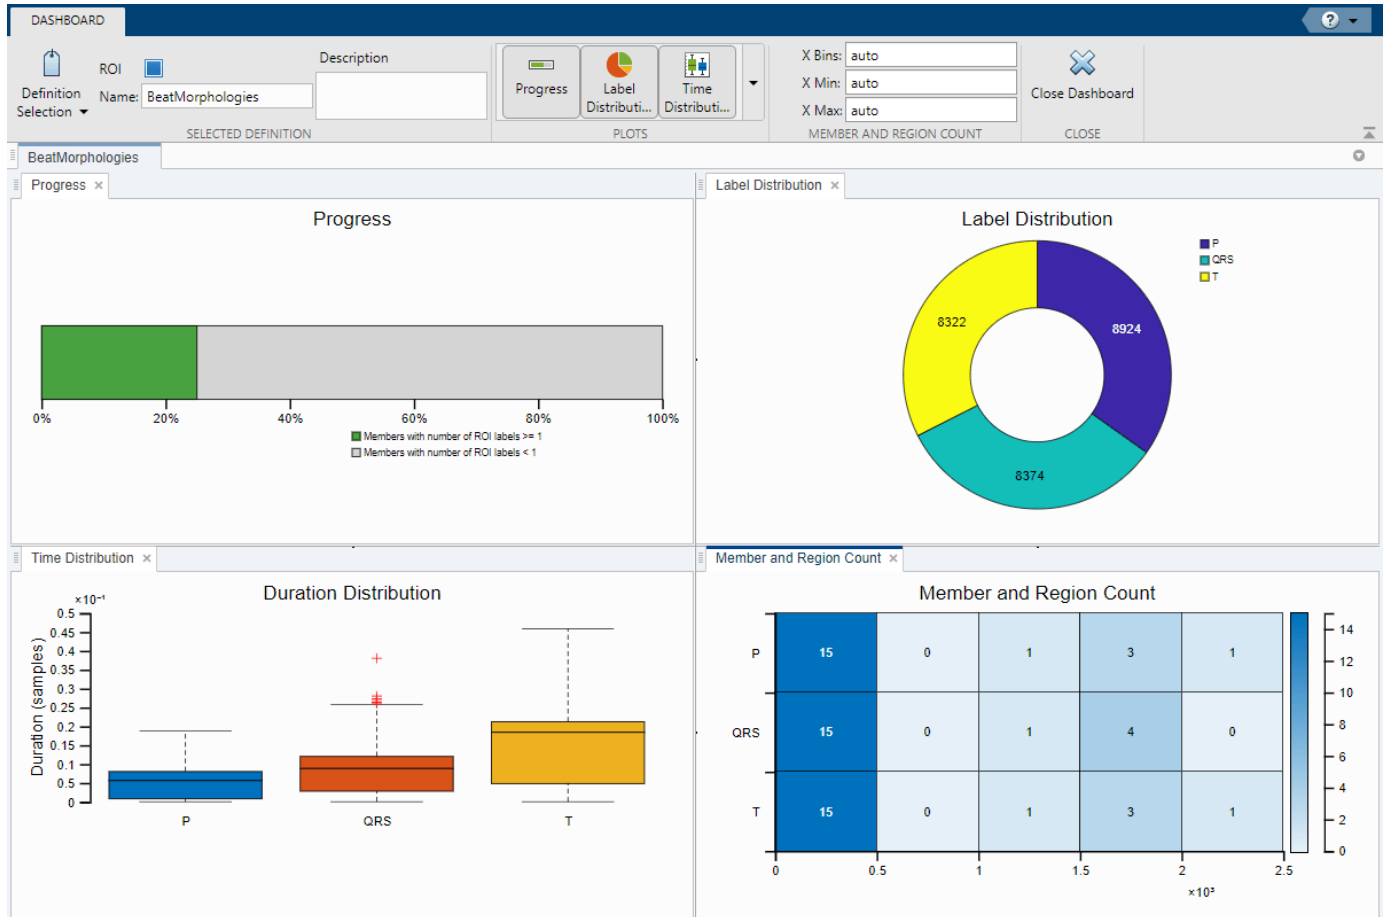 DASHBOARD
?
Definition
Selection
ROI
Name: BeatMorphologies
Description
SELECTED DEFINITION
Progress
Label
Distributi...
Time
Distributi...
PLOTS
X Bins: auto
X Min: auto
X Max: auto
MEMBER AND REGION COUNT
Close Dashboard
CLOSE
BeatMorphologies
Progress ×
Progress
0% 20% 40% 60% 80% 100%
Members with number of ROI labels >= 1
Members with number of ROI labels < 1
Label Distribution ×
Label Distribution
P
QRS
T
8322
8924
8374
Time Distribution ×
Duration Distribution
×10⁻¹
Duration (samples)
0.5
0.45
0.4
0.35
0.3
0.25
0.2
0.15
0.1
0.5
0
P QRS T
Member and Region Count ×
Member and Region Count
P 15 0 1 3 1
QRS 15 0 1 4 0
T 15 0 1 3 1
0 0.5 1 1.5 2 2.5
×10³
14
12
10
8
6
4
2
0